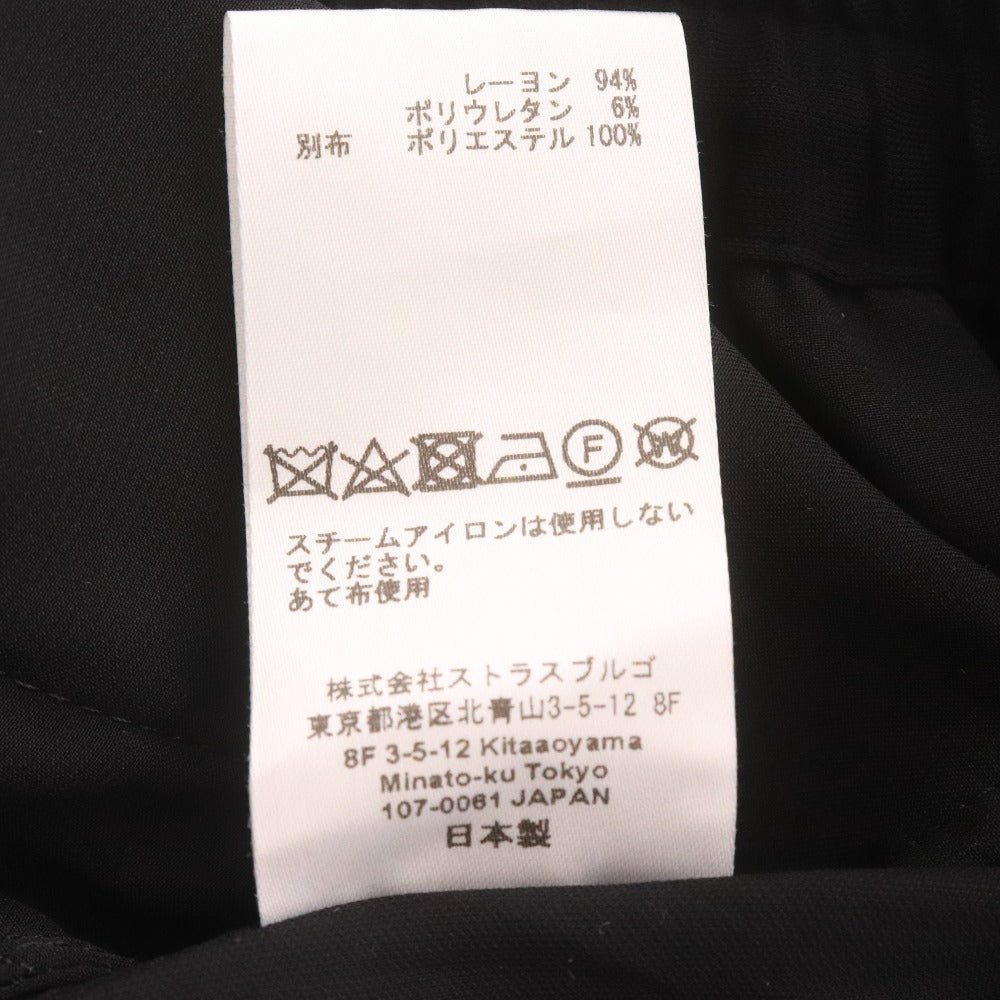 レーヨン 94%
ポリウレタン 6%
別布 ポリエステル 100%
F W
スチームアイロンは使用しない
でください。
あて布使用
株式会社ストラスブルゴ
東京都港区北青山3-5-12 8F
8F 3-5-12 Kitaaoyama
Minato-ku Tokyo
107-0061 JAPAN
日本製